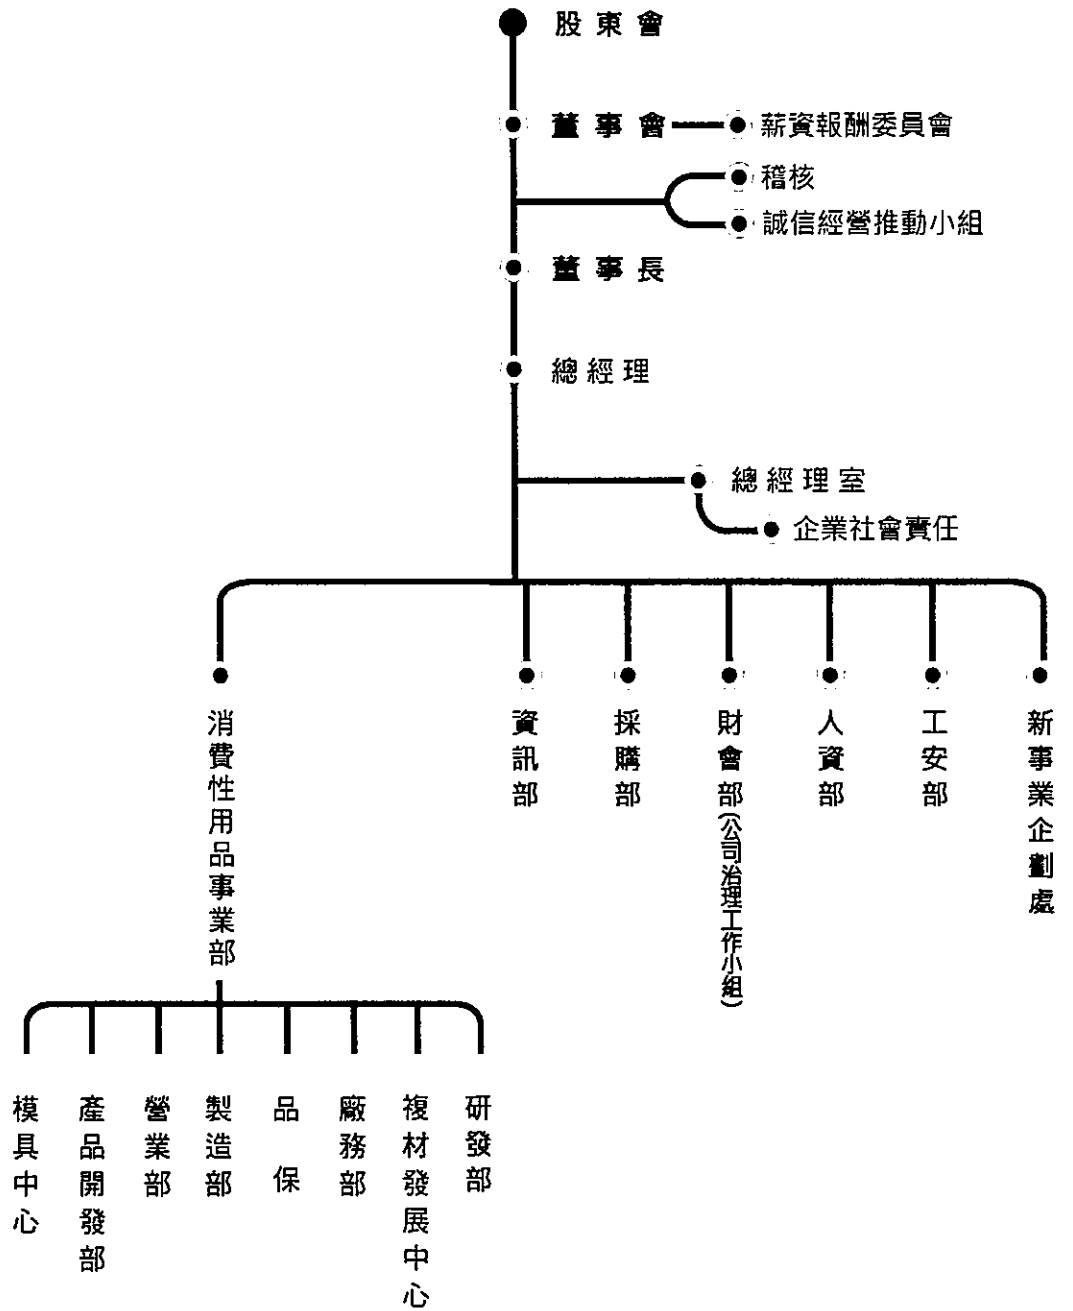 股東會
董事會
薪資報酬委員會
稽核
誠信經營推動小組
董事長
總經理
總經理室
企業社會責任
消費性用品事業部
資訊部
採購部
財會部(公司治理工作小組)
人資部
工安部
新事業企劃處
模具中心
產品開發部
營業部
製造部
品保
廠務部
複材發展中心
研發部